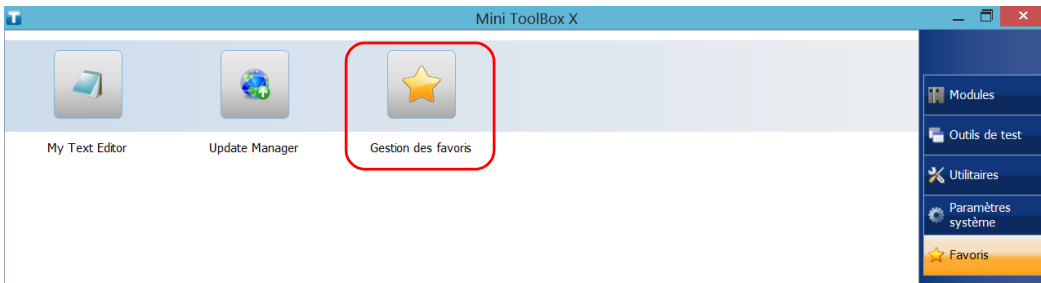 Mini ToolBox X
My Text Editor
Update Manager
Gestion des favoris
Modules
Outils de test
Utilitaires
Paramètres
système
Favoris